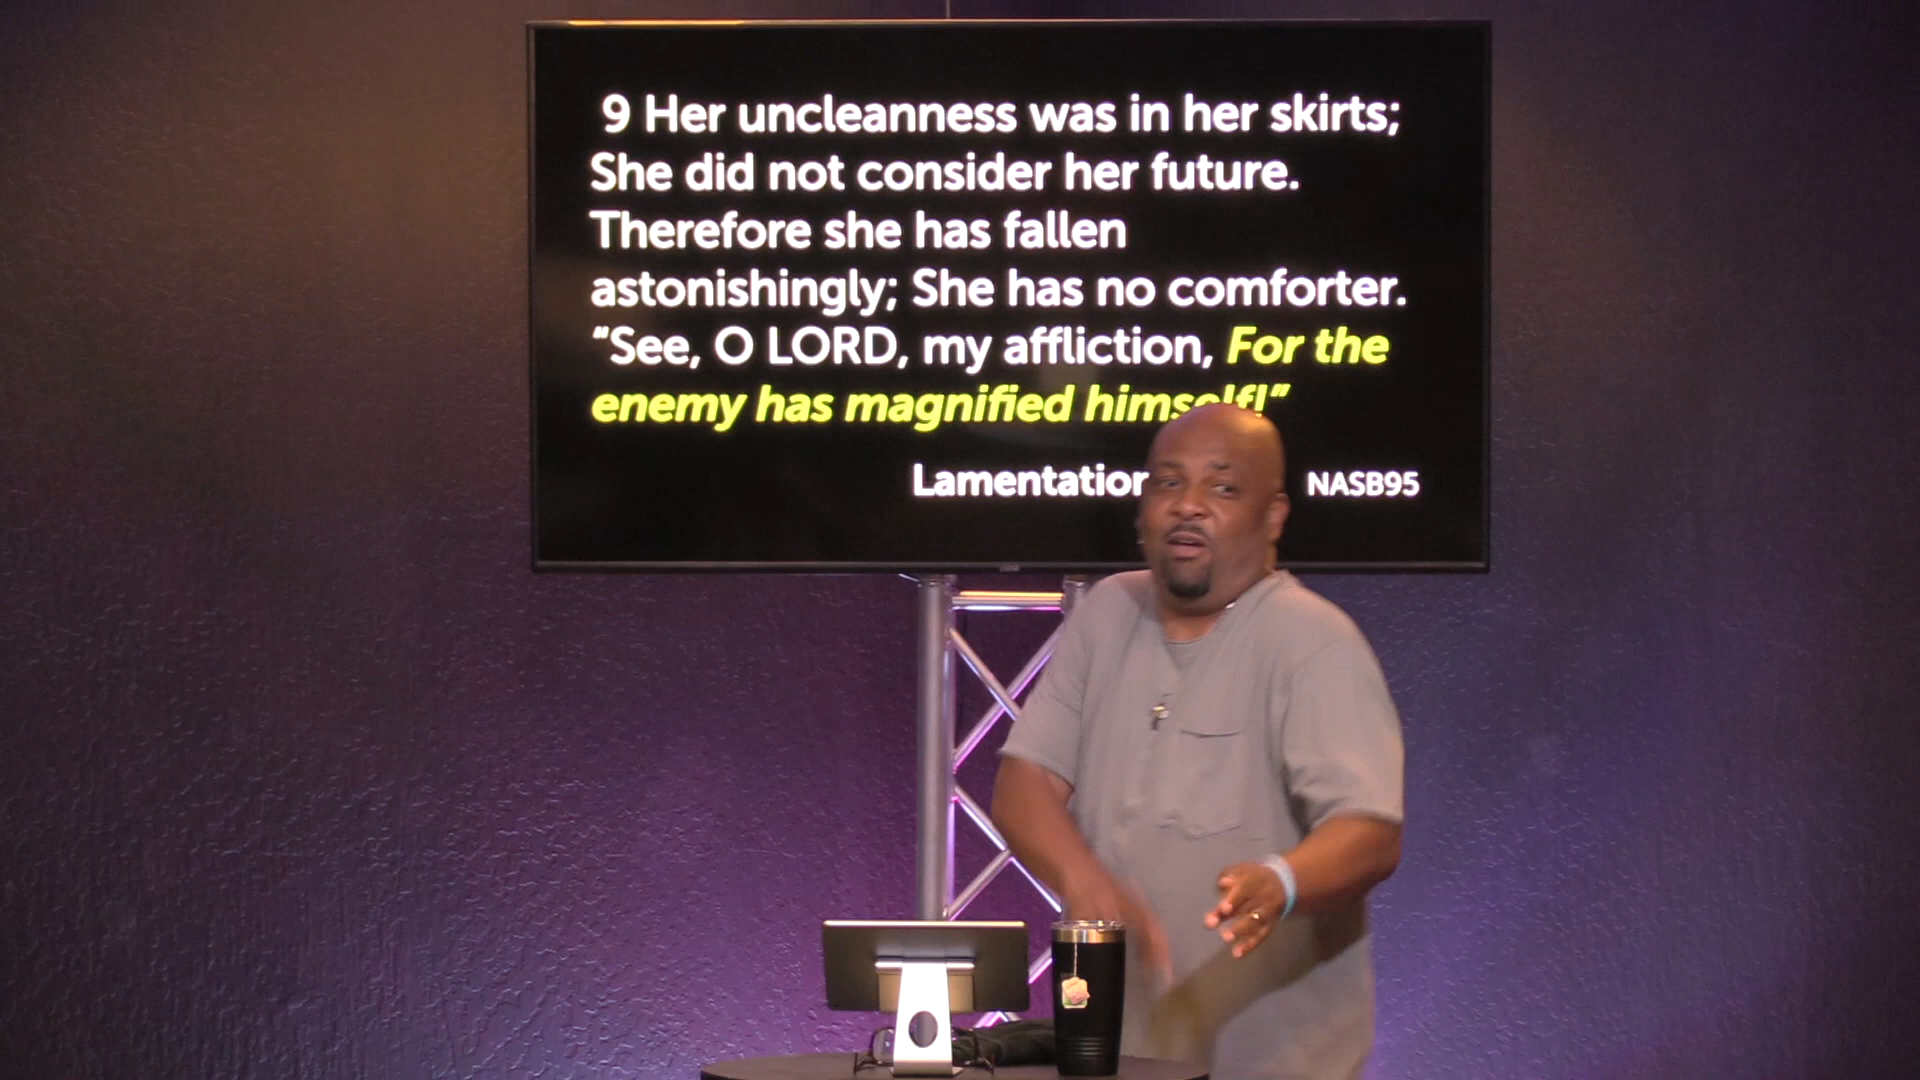 9 Her uncleanness was in her skirts;
She did not consider her future.
Therefore she has fallen
astonishingly; She has no comforter.
“See, O LORD, my affliction, For the
enemy has magnified himself!”
NASB95